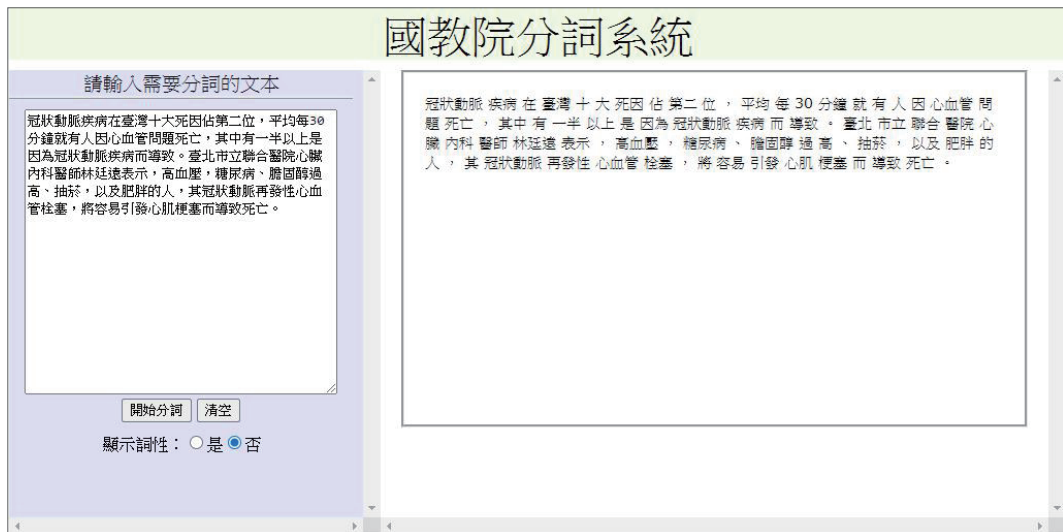 國教院分詞系統
請輸入需要分詞的文本
冠狀動脈疾病在臺灣十大死因佔第二位，平均每30
分鐘就有人因心血管問題死亡，其中有一半以上是
因為冠狀動脈疾病而導致。臺北市立聯合醫院心臟
內科醫師林廷遠表示，高血壓，糖尿病、膽固醇過
高、抽菸，以及肥胖的人，其冠狀動脈再發性心血
管栓塞，將容易引發心肌梗塞而導致死亡。
開始分詞 清空
顯示詞性：是 否
冠狀動脈 疾病 在 臺灣 十 大 死因 佔 第二 位 ， 平均 每 30 分鐘 就 有 人 因 心血管 問
題 死亡 ， 其中 有 一半 以上 是 因為 冠狀動脈 疾病 而 導致 。 臺北 市立 聯合 醫院 心
臟 內科 醫師 林廷遠 表示 ， 高血壓 ， 糖尿病 、 膽固醇 過 高 、 抽菸 ， 以及 肥胖 的
人 ， 其 冠狀動脈 再發性 心血管 栓塞 ， 將 容易 引發 心肌 梗塞 而 導致 死亡 。